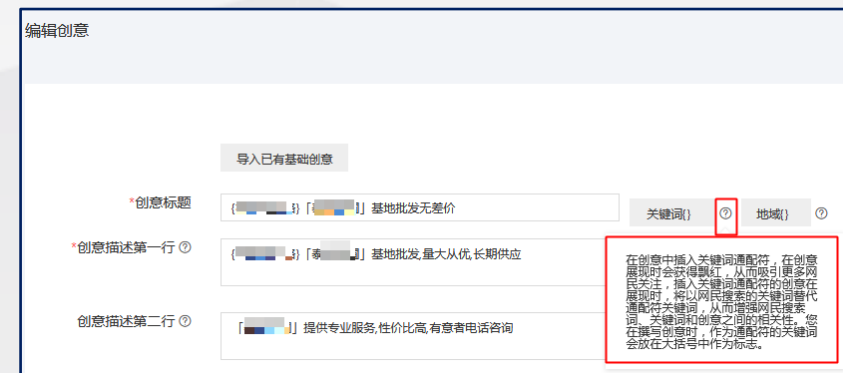 编辑创意
导入已有基础创意
*创意标题
{ }「 」基地批发无差价
关键词{}
地域{}
*创意描述第一行
{ }「泰 」基地批发,量大从优,长期供应
在创意中插入关键词通配符，在创意
展现时会获得飘红，从而吸引更多网
民关注，插入关键词通配符的创意在
展现时，将以网民搜索的关键词替代
通配符关键词，从而增强网民搜索
词、关键词和创意之间的相关性。您
在撰写创意时，作为通配符的关键词
会放在大括号中作为标志。
创意描述第二行
「 」提供专业服务,性价比高,有意者电话咨询